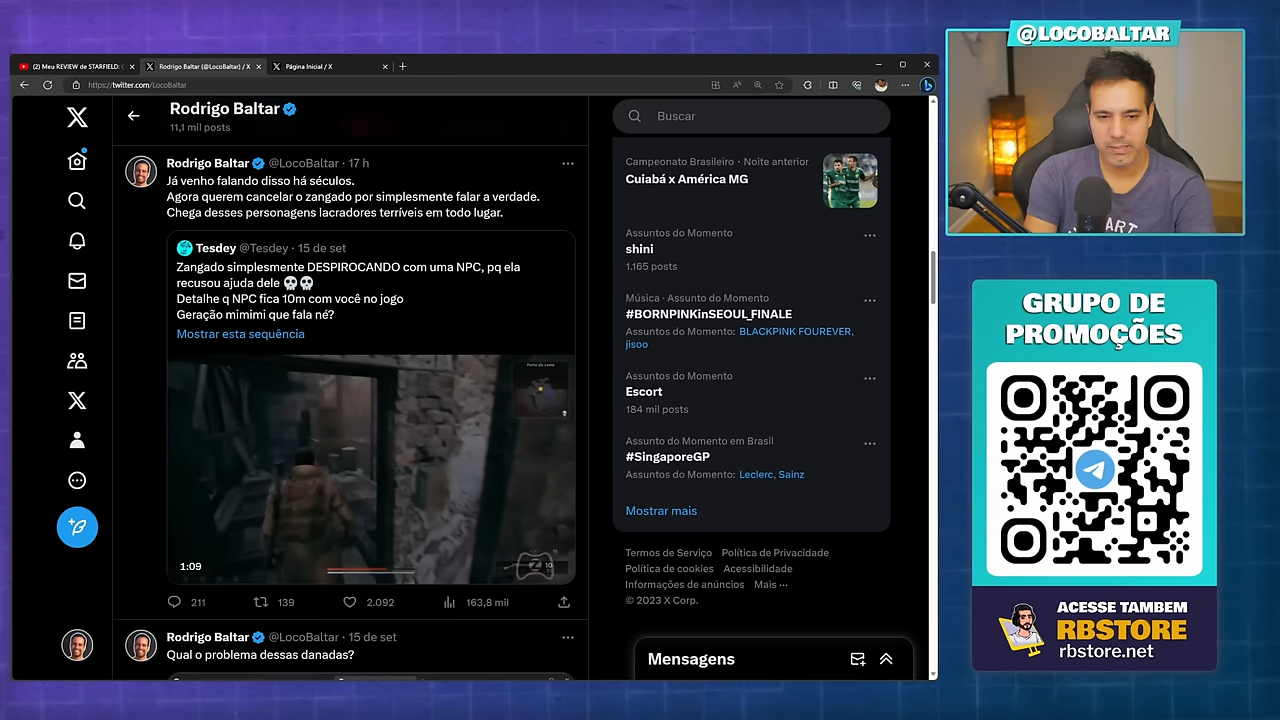 @LOCOBALTAR
(2) Meu REVIEW de STARFIELD:
Rodrigo Baltar (@LocoBaltar) / X
Página Inicial / X
https://twitter.com/LocoBaltar
Rodrigo Baltar
11,1 mil posts
Rodrigo Baltar @LocoBaltar · 17 h
Já venho falando disso há séculos.
Agora querem cancelar o zangado por simplesmente falar a verdade.
Chega desses personagens lacradores terríveis em todo lugar.
Tesdey @Tesdey · 15 de set
Zangado simplesmente DESPIROCANDO com uma NPC, pq ela
recusou ajuda dele 💀💀
Detalhe q NPC fica 10m com você no jogo
Geração mimimi que fala né?
Mostrar esta sequência
Porto do Leste
1:09
10
211
139
2.092
163,8 mil
Rodrigo Baltar @LocoBaltar · 15 de set
Qual o problema dessas danadas?
Buscar
Campeonato Brasileiro · Noite anterior
Cuiabá x América MG
Assuntos do Momento
shini
1.165 posts
Música · Assunto do Momento
#BORNPINKinSEOUL_FINALE
Assuntos do Momento: BLACKPINK FOUREVER,
jisoo
Assuntos do Momento
Escort
184 mil posts
Assunto do Momento em Brasil
#SingaporeGP
Assuntos do Momento: Leclerc, Sainz
Mostrar mais
Termos de Serviço Política de Privacidade
Política de cookies Acessibilidade
Informações de anúncios Mais ···
© 2023 X Corp.
Mensagens
GRUPO DE
PROMOÇÕES
ACESSE TAMBEM
RBSTORE
rbstore.net